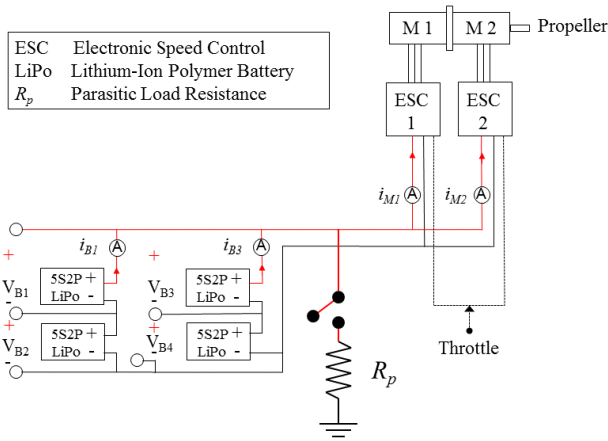 M 1 M 2 Propeller
ESC Electronic Speed Control
LiPo Lithium-Ion Polymer Battery
Rp Parasitic Load Resistance
ESC 1
ESC 2
iM1 A
iM2 A
iB1 A
iB3 A
+
VB1
-
+
VB2
-
5S2P +
LiPo -
5S2P +
LiPo -
+
VB3
-
+
VB4
-
5S2P +
LiPo -
5S2P +
LiPo -
Rp
Throttle